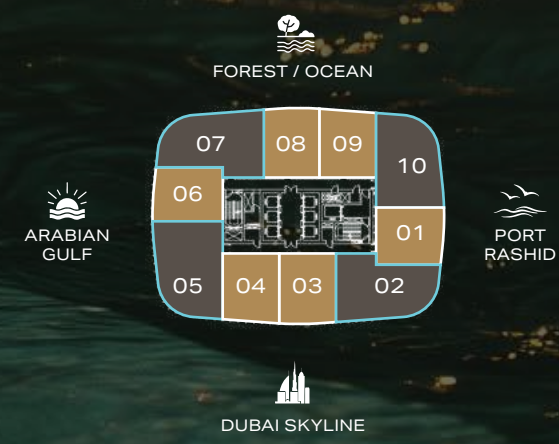 FOREST / OCEAN
07
08
09
10
06
ARABIAN
GULF
01
PORT
RASHID
05
04
03
02
DUBAI SKYLINE